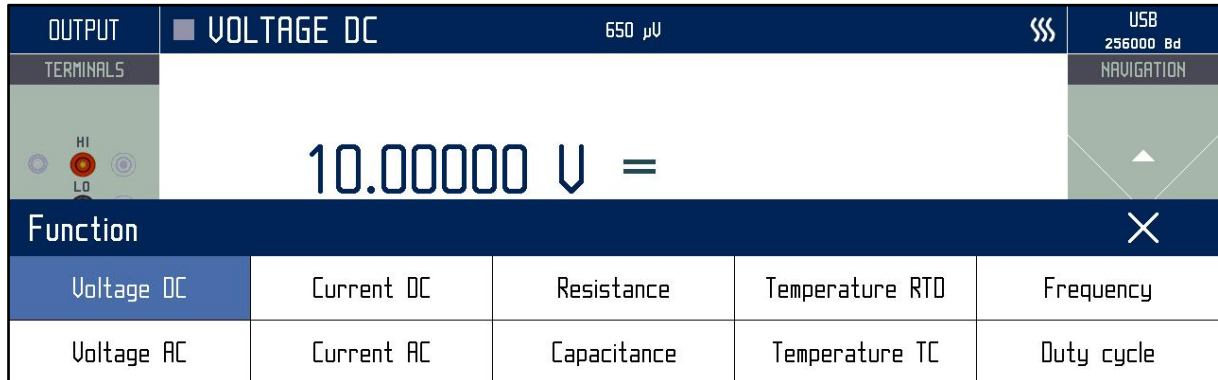 OUTPUT
VOLTAGE DC
650 µV
USB
256000 Bd
TERMINALS
NAVIGATION
HI
LO
10.00000 V =
Function
Voltage DC Current DC Resistance Temperature RTD Frequency
Voltage AC Current AC Capacitance Temperature TC Duty cycle